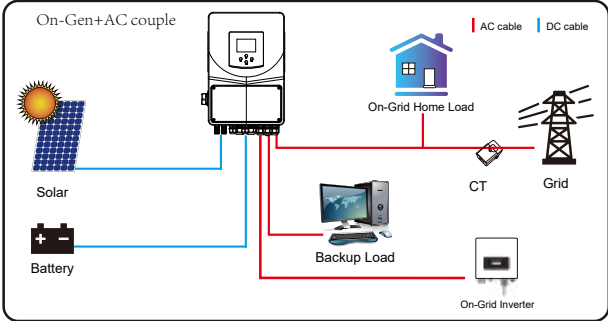 On-Gen+AC couple
AC cable
DC cable
On-Grid Home Load
Solar
CT
Grid
Battery
Backup Load
On-Grid Inverter